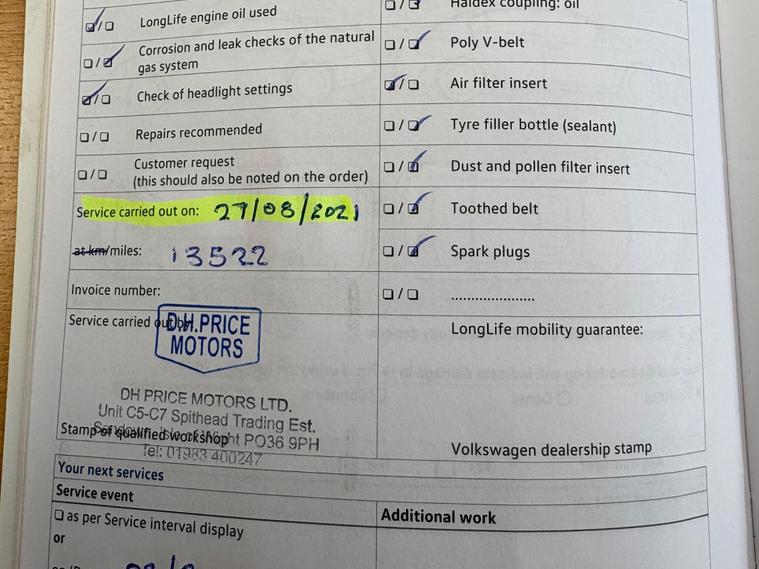 LongLife engine oil used
Corrosion and leak checks of the natural
gas system
Check of headlight settings
Repairs recommended
Customer request
(this should also be noted on the order)
Service carried out on: 27/08/2021
at km/miles: 13522
Invoice number:
Service carried out by:
D.H.PRICE
MOTORS
DH PRICE MOTORS LTD.
Unit C5-C7 Spithead Trading Est.
Sandown, Isle of Wight PO36 9PH
Tel: 01983 400247
Stamp of qualified workshop
Haldex coupling: oil
Poly V-belt
Air filter insert
Tyre filler bottle (sealant)
Dust and pollen filter insert
Toothed belt
Spark plugs
......................
LongLife mobility guarantee:
Volkswagen dealership stamp
Your next services
Service event
as per Service interval display
or
Additional work